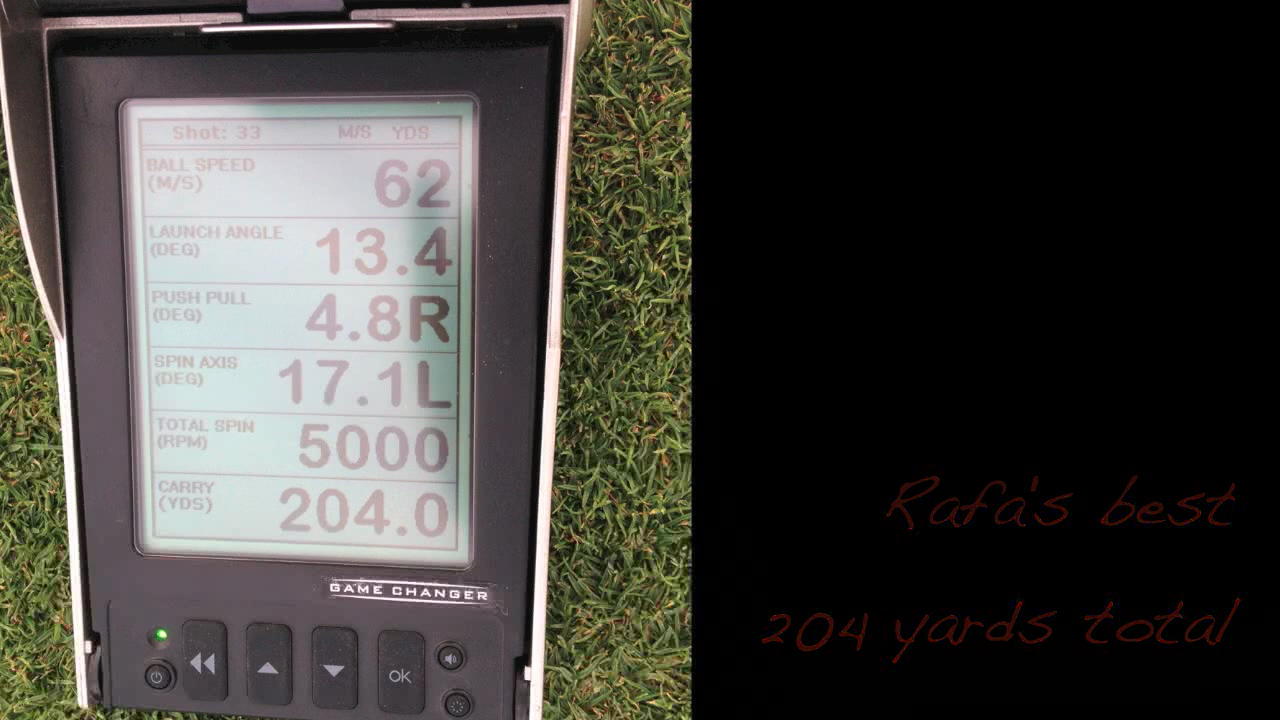 Shot: 33 M/S YDS
BALL SPEED 62
(M/S)
LAUNCH ANGLE 13.4
(DEG)
PUSH PULL 4.8R
(DEG)
SPIN AXIS 17.1L
(DEG)
TOTAL SPIN 5000
(RPM)
CARRY 204.0
(YDS)
GAME CHANGER
OK
Rafa's best
204 yards total